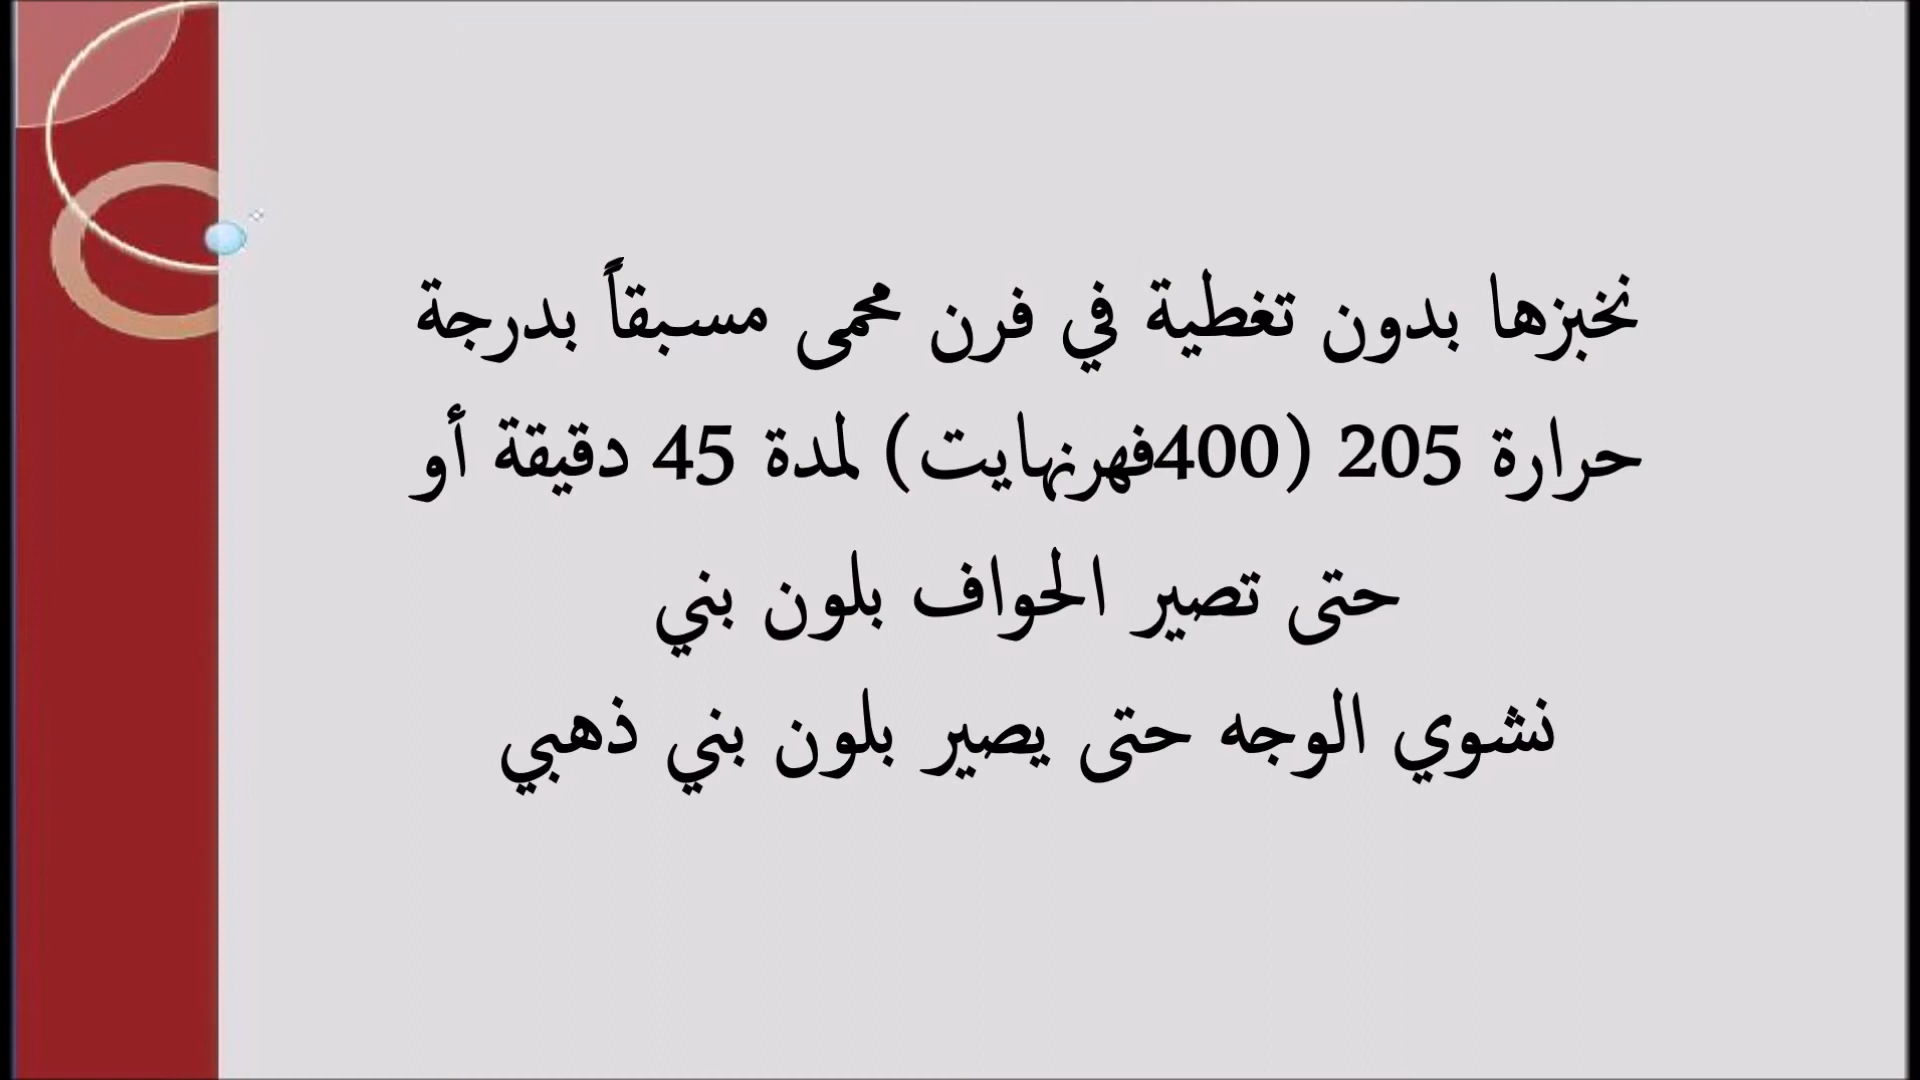 نخبزها بدون تغطية في فرن محمى مسبقاً بدرجة
حرارة 205 (400فهرنهايت) لمدة 45 دقيقة أو
حتى تصير الحواف بلون بني
نشوي الوجه حتى يصير بلون بني ذهبي